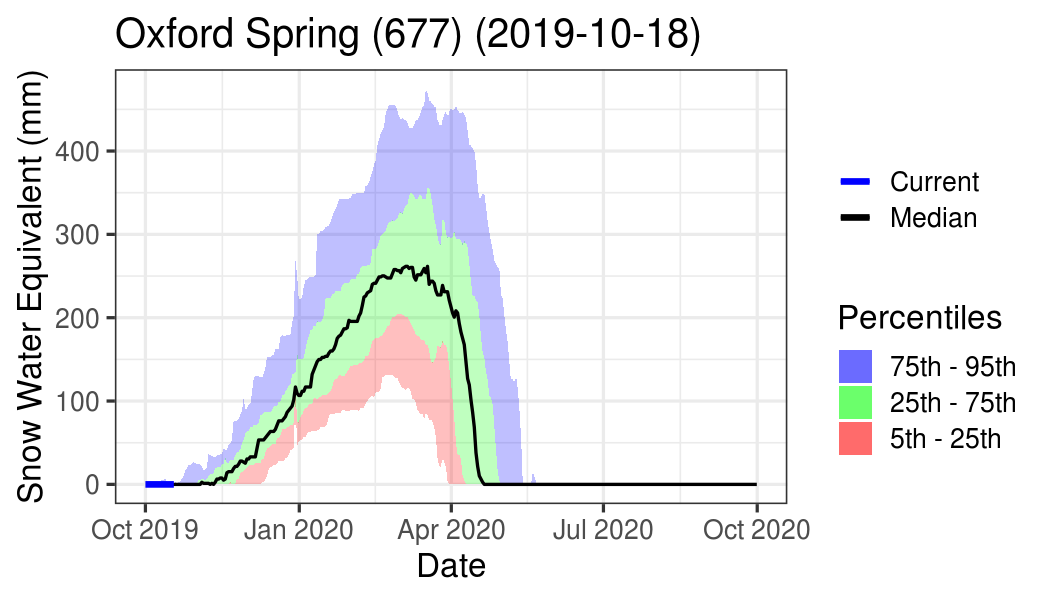 Oxford Spring (677) (2019-10-18)
Snow Water Equivalent (mm)
400
300
200
100
0
Oct 2019
Jan 2020
Apr 2020
Jul 2020
Oct 2020
Date
Current
Median
Percentiles
75th - 95th
25th - 75th
5th - 25th